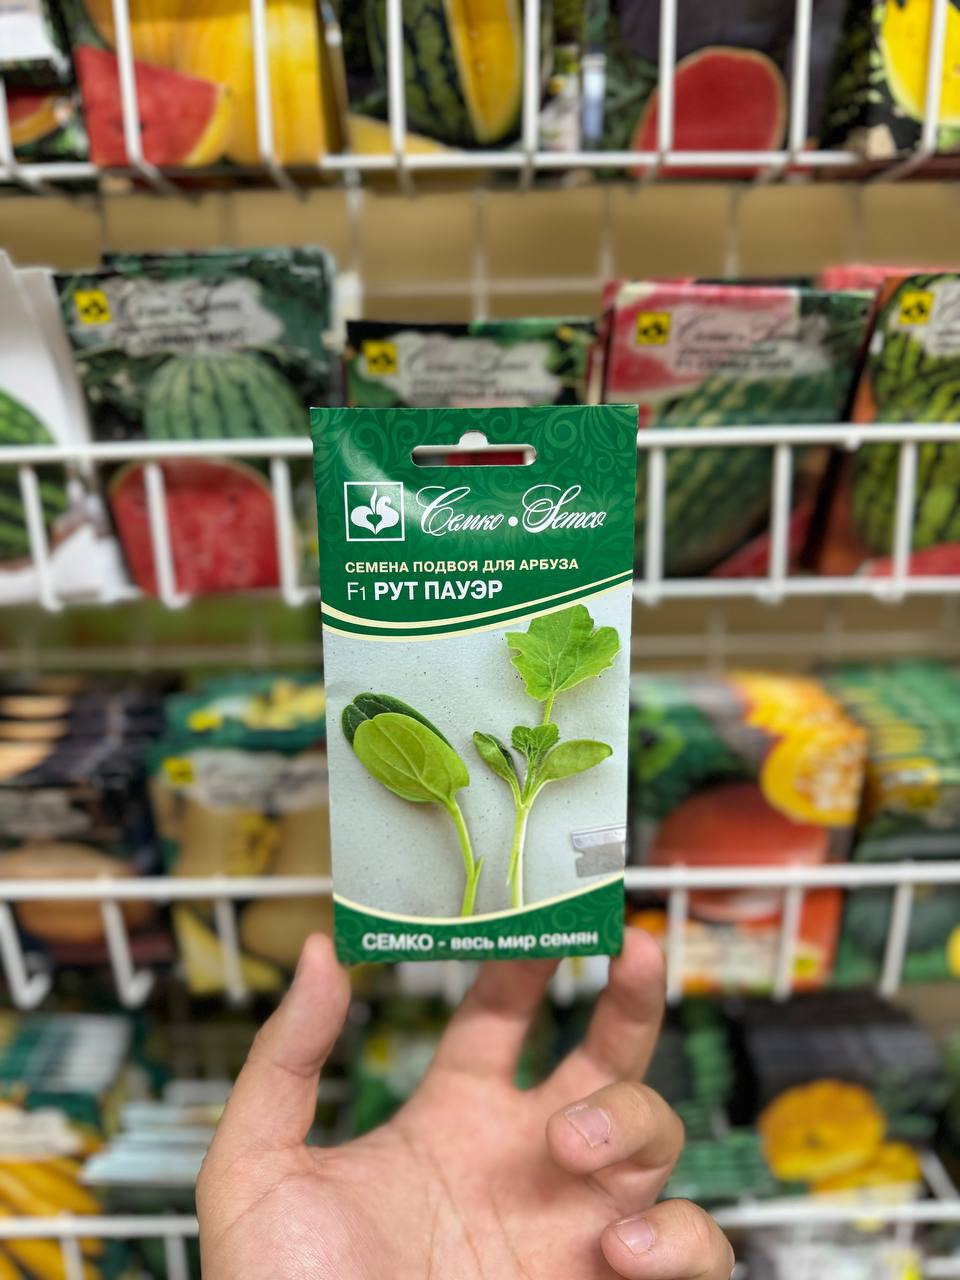 Семко • Semco
СЕМЕНА ПОДВОЯ ДЛЯ АРБУЗА
F1 РУТ ПАУЭР
СЕМКО - весь мир семян